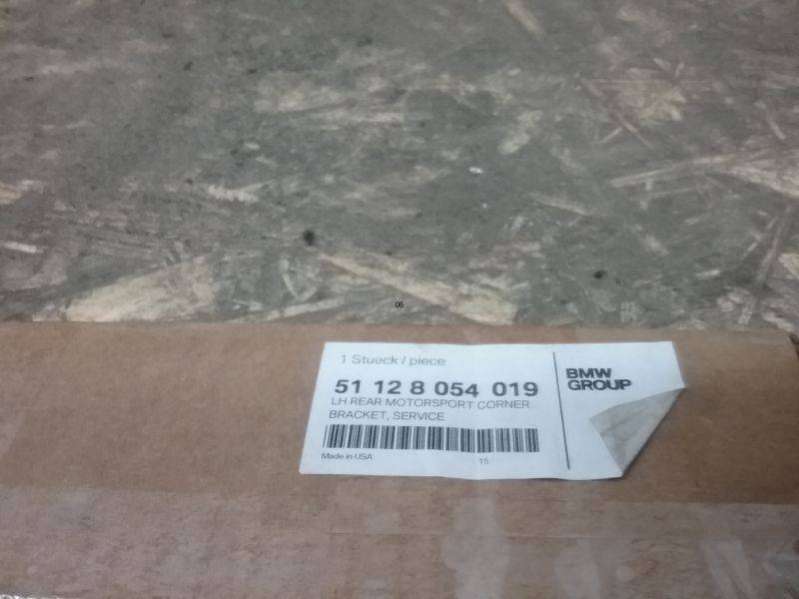 06
1 Stueck / piece
51 12 8 054 019
LH REAR MOTORSPORT CORNER
BRACKET, SERVICE
Made in USA
15
BMW
GROUP